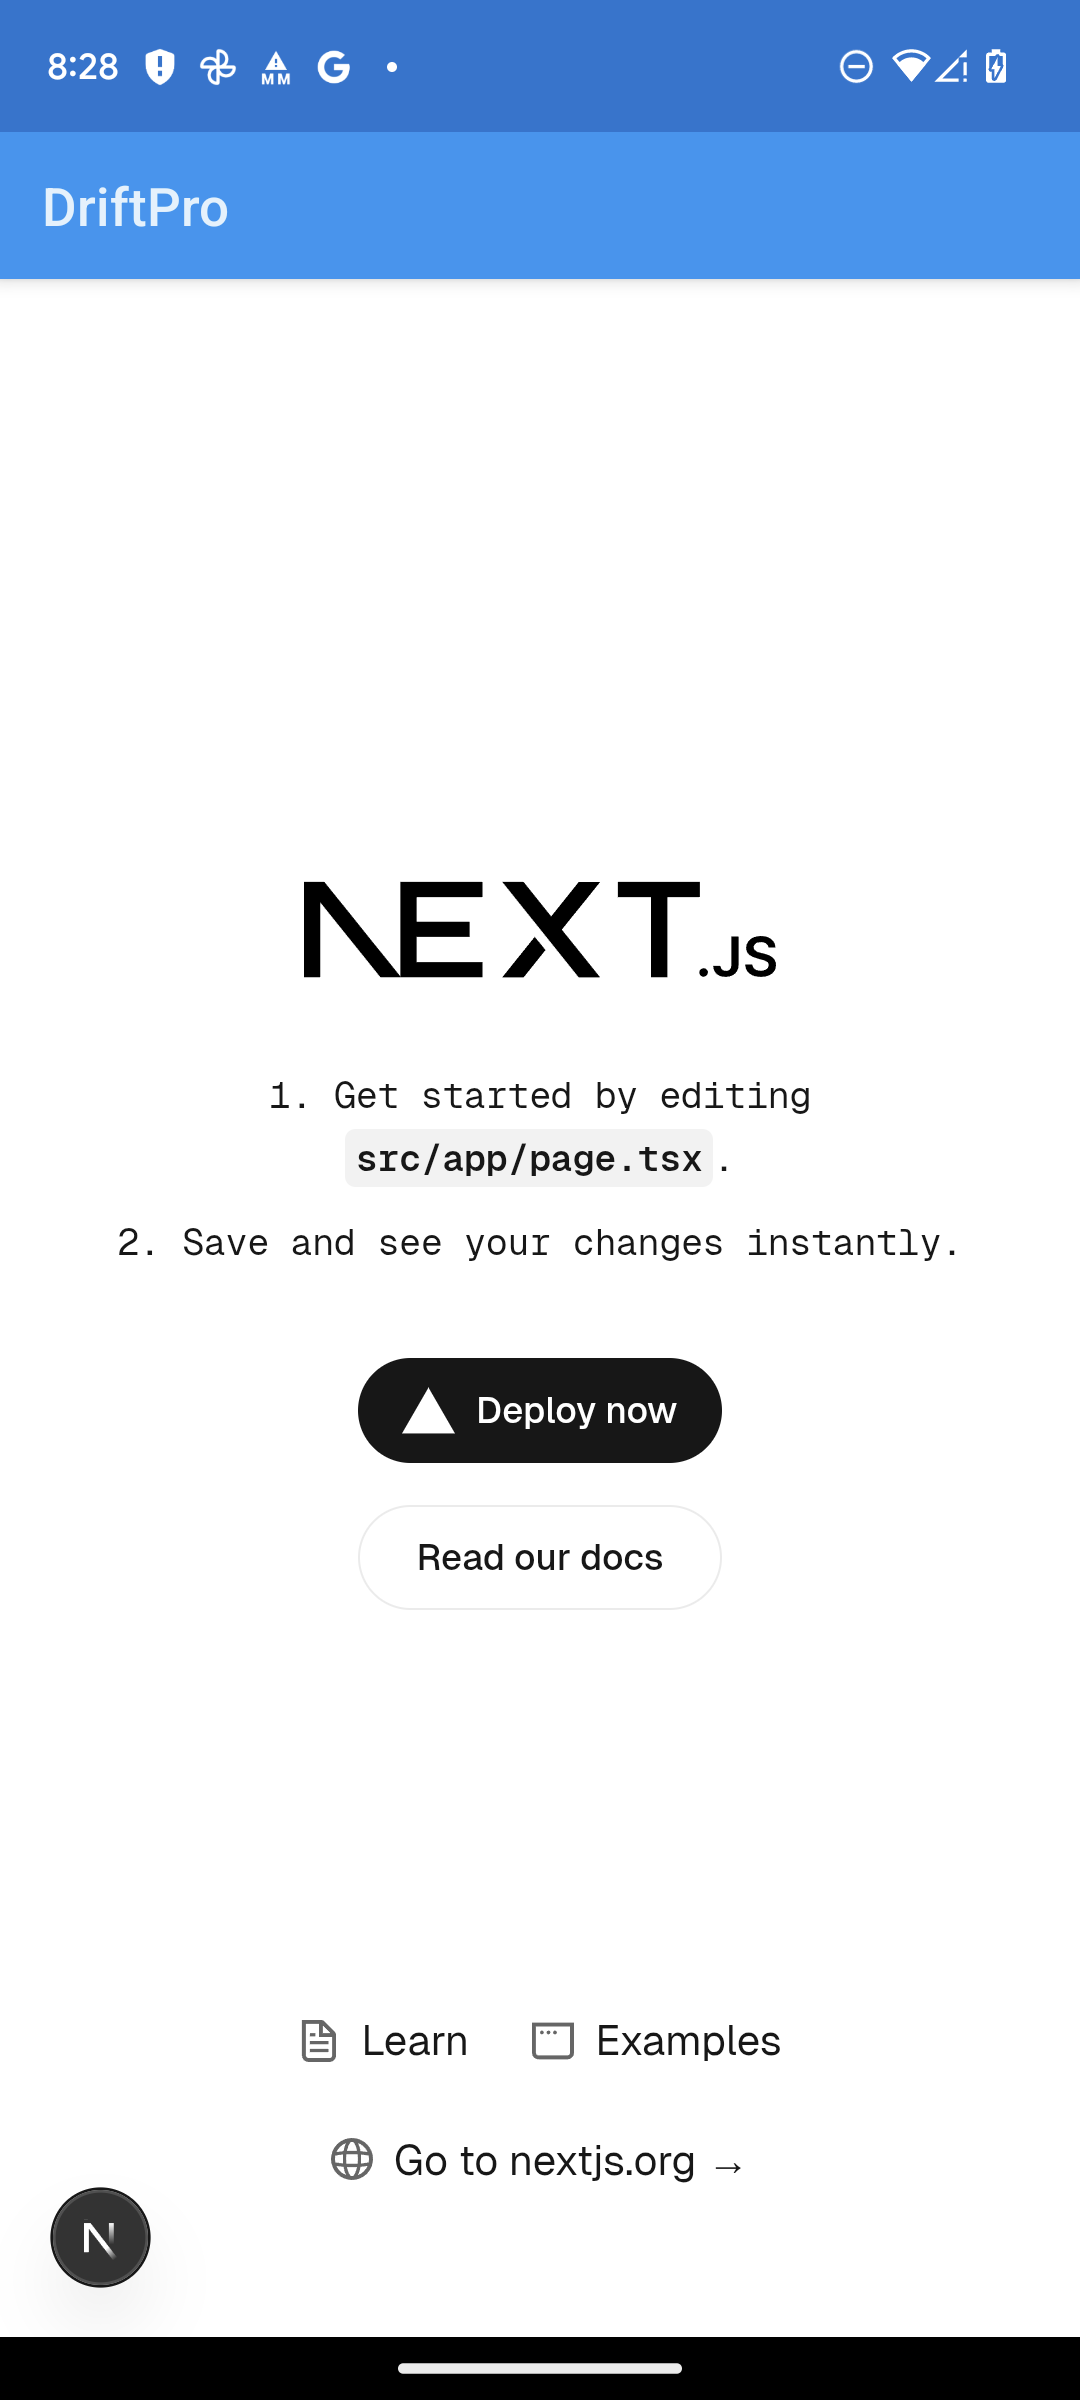 8:28
MM
G
DriftPro
NEXT.JS
1. Get started by editing
src/app/page.tsx.
2. Save and see your changes instantly.
Deploy now
Read our docs
Learn
Examples
Go to nextjs.org →
N